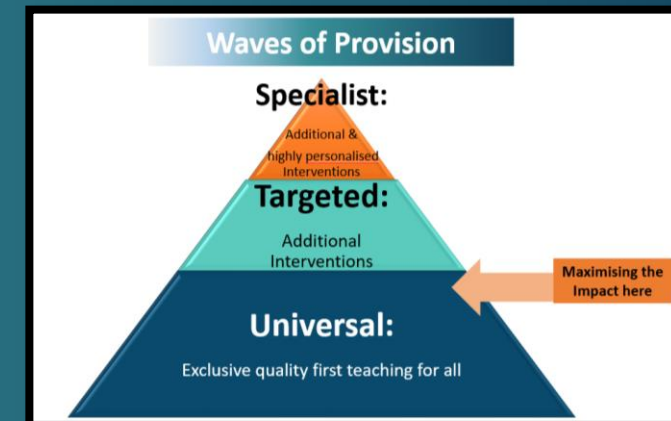 Waves of Provision
Specialist:
Additional &
highly personalised
Interventions
Targeted:
Additional
Interventions
Maximising the
Impact here
Universal:
Exclusive quality first teaching for all